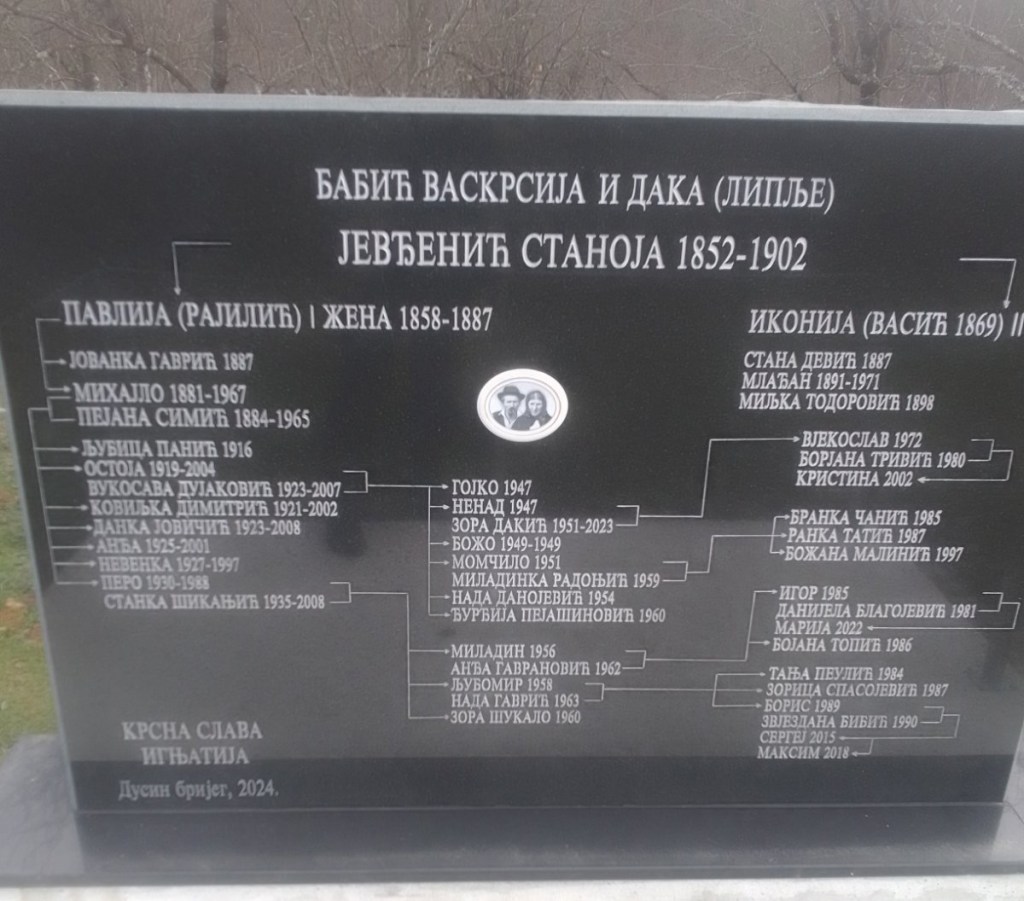 БАБИЋ ВАСКРСИЈА И ДАКА (ЛИПЉЕ)
ЈЕВЂЕНИЋ СТАНОЈА 1852-1902
ПАВЛИЈА (РАЈИЛИЋ) I ЖЕНА 1858-1887
ЈОВАНКА ГАВРИЋ 1887
МИХАЈЛО 1881-1967
ПЕЈАНА СИМИЋ 1884-1965
ЉУБИЦА ПАНИЋ 1916
ОСТОЈА 1919-2004
ВУКОСАВА ДУЈАКОВИЋ 1923-2007
КОВИЉКА ДИМИТРИЋ 1921-2002
ДАНКА ЈОВИЧИЋ 1923-2008
АНЂА 1925-2001
НЕВЕНКА 1927-1997
ПЕРО 1930-1988
СТАНКА ШИКАЊИЋ 1935-2008
ГОЈКО 1947
НЕНАД 1947
ЗОРА ДАКИЋ 1951-2023
БОЖО 1949-1949
МОМЧИЛО 1951
МИЛАДИНКА РАДОЊИЋ 1959
НАДА ДАНОЈЕВИЋ 1954
ЂУРЂИЈА ПЕЈАШИНОВИЋ 1960
МИЛАДИН 1956
АНЂА ГАВРАНОВИЋ 1962
ЉУБОМИР 1958
НАДА ГАВРИЋ 1963
ЗОРА ШУКАЛО 1960
ИКОНИЈА (ВАСИЋ 1869) II
СТАНА ДЕВИЋ 1887
МЛАЂАН 1891-1971
МИЉКА ТОДОРОВИЋ 1898
ВЈЕКОСЛАВ 1972
БОРЈАНА ТРИВИЋ 1980
КРИСТИНА 2002
БРАНКА ЧАНИЋ 1985
РАНКА ТАТИЋ 1987
БОЖАНА МАЛИНИЋ 1997
ИГОР 1985
ДАНИЈЕЛА БЛАГОЈЕВИЋ 1981
МАРИЈА 2022
БОЈАНА ТОПИЋ 1986
ТАЊА ПЕУЛИЋ 1984
ЗОРИЦА СПАСОЈЕВИЋ 1987
БОРИС 1989
ЗВЈЕЗДАНА БИБИЋ 1990
СЕРГЕЈ 2015
МАКСИМ 2018
КРСНА СЛАВА
ИГЊАТИЈА
Дусин бријег, 2024.